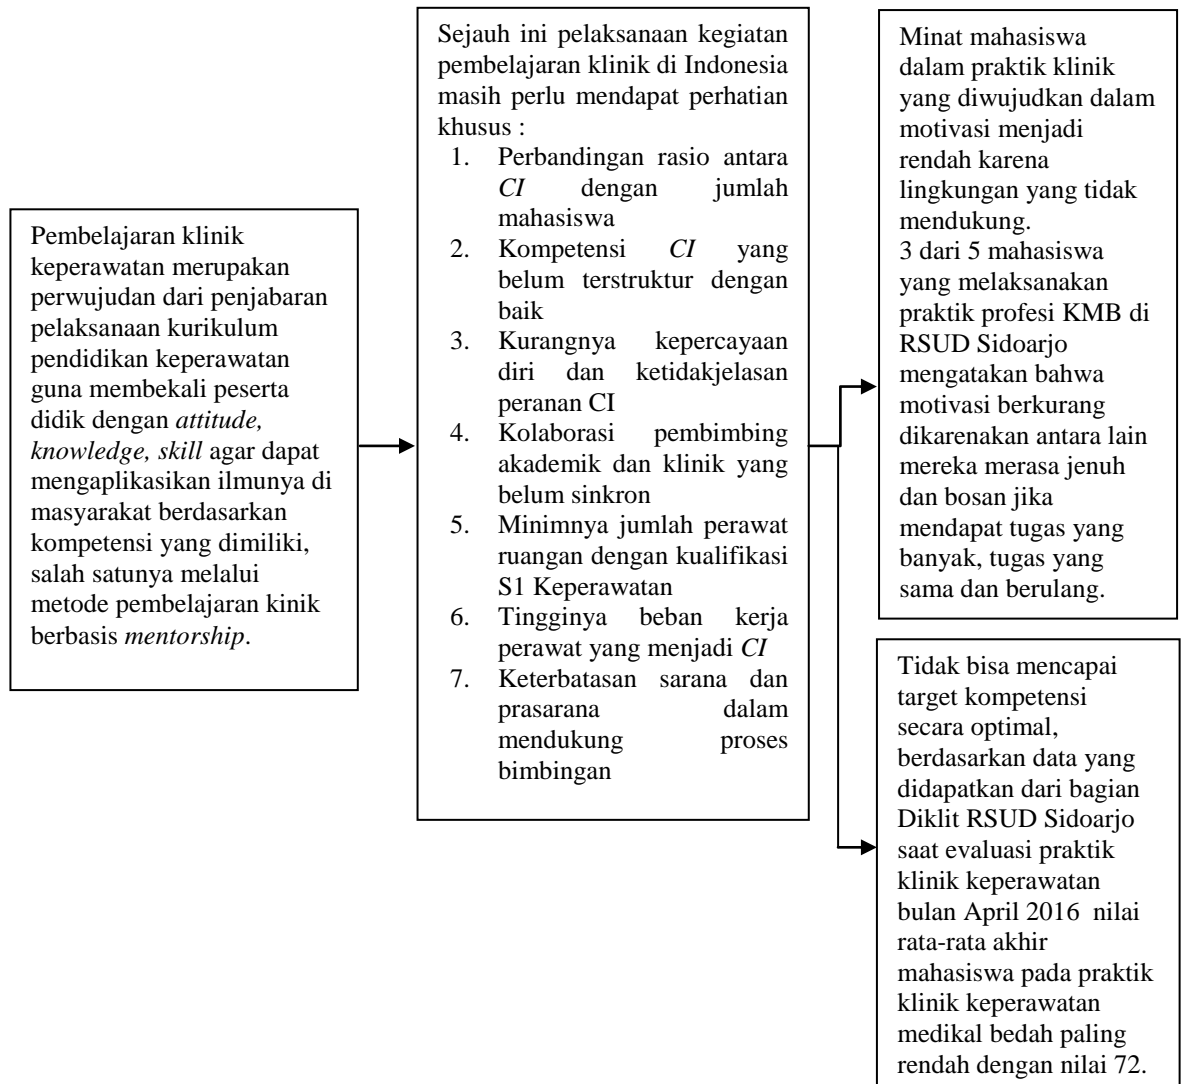 Pembelajaran klinik
keperawatan merupakan
perwujudan dari penjabaran
pelaksanaan kurikulum
pendidikan keperawatan
guna membekali peserta
didik dengan attitude,
knowledge, skill agar dapat
mengaplikasikan ilmunya di
masyarakat berdasarkan
kompetensi yang dimiliki,
salah satunya melalui
metode pembelajaran kinik
berbasis mentorship.
Sejauh ini pelaksanaan kegiatan
pembelajaran klinik di Indonesia
masih perlu mendapat perhatian
khusus :
1. Perbandingan rasio antara
CI dengan jumlah
mahasiswa
2. Kompetensi CI yang
belum terstruktur dengan
baik
3. Kurangnya kepercayaan
diri dan ketidakjelasan
peranan CI
4. Kolaborasi pembimbing
akademik dan klinik yang
belum sinkron
5. Minimnya jumlah perawat
ruangan dengan kualifikasi
S1 Keperawatan
6. Tingginya beban kerja
perawat yang menjadi CI
7. Keterbatasan sarana dan
prasarana dalam
mendukung proses
bimbingan
Minat mahasiswa
dalam praktik klinik
yang diwujudkan dalam
motivasi menjadi
rendah karena
lingkungan yang tidak
mendukung.
3 dari 5 mahasiswa
yang melaksanakan
praktik profesi KMB di
RSUD Sidoarjo
mengatakan bahwa
motivasi berkurang
dikarenakan antara lain
mereka merasa jenuh
dan bosan jika
mendapat tugas yang
banyak, tugas yang
sama dan berulang.
Tidak bisa mencapai
target kompetensi
secara optimal,
berdasarkan data yang
didapatkan dari bagian
Diklit RSUD Sidoarjo
saat evaluasi praktik
klinik keperawatan
bulan April 2016 nilai
rata-rata akhir
mahasiswa pada praktik
klinik keperawatan
medikal bedah paling
rendah dengan nilai 72.